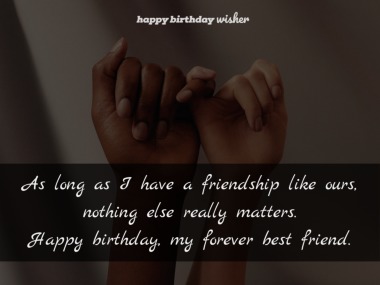 happy birthday wisher
As long as I have a friendship like ours,
nothing else really matters.
Happy birthday, my forever best friend.